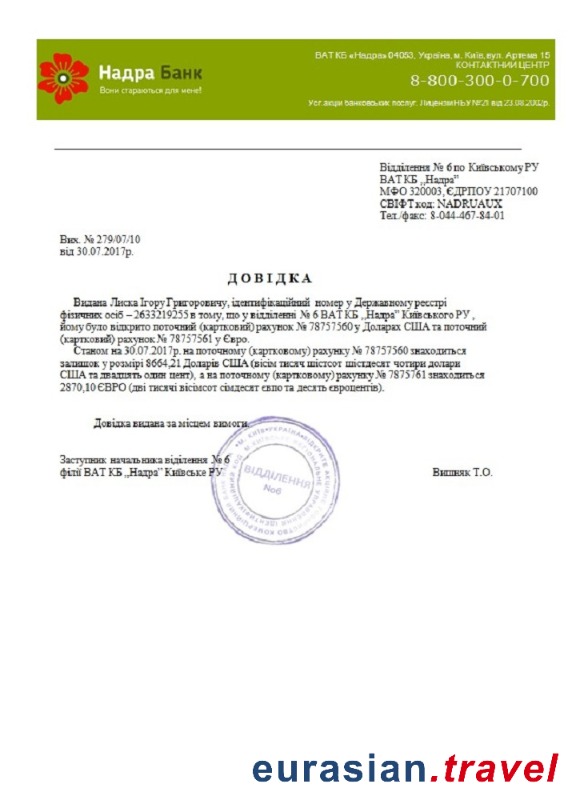 Надра Банк
Вони стараються для мене!
ВАТ КБ «Надра» 04053, Україна, м. Київ, вул. Артема 15
КОНТАКТНИЙ ЦЕНТР
8-800-300-0-700
Усі акції банківських послуг. Ліцензія НБУ №21 від 23.08.2002р.
Відділення № 6 по Київському РУ
ВАТ КБ „Надра”
МФО 320003, ЄДРПОУ 21707100
СВІФТ код: NADRUAUX
Тел./факс: 8-044-467-84-01
Вих. № 279/07/10
від 30.07.2017р.
ДОВІДКА
Видана Лиска Ігору Григоровичу, ідентифікаційний номер у Державному реєстрі
фізичних осіб – 2633219255 в тому, що у відділенні № 6 ВАТ КБ „Надра” Київського РУ ,
йому було відкрито поточний (картковий) рахунок № 78757560 у Доларах США та поточний
(картковий) рахунок № 78757561 у Євро.
Станом на 30.07.2017р. на поточному (картковому) рахунку № 78757560 знаходиться
залишок у розмірі 8664,21 Доларів США (вісім тисяч шістсот шістдесят чотири долари
США та двадцять один цент), а на поточному (картковому) рахунку № 7875761 знаходиться
2870,10 ЄВРО (дві тисячі вісімсот сімдесят євро та десять євроцентів).
Довідка видана за місцем вимоги.
Заступник начальника віділення № 6
філії ВАТ КБ „Надра” Київське РУ
Вишняк Т.О.
ВІДДІЛЕННЯ
№6
eurasian.travel